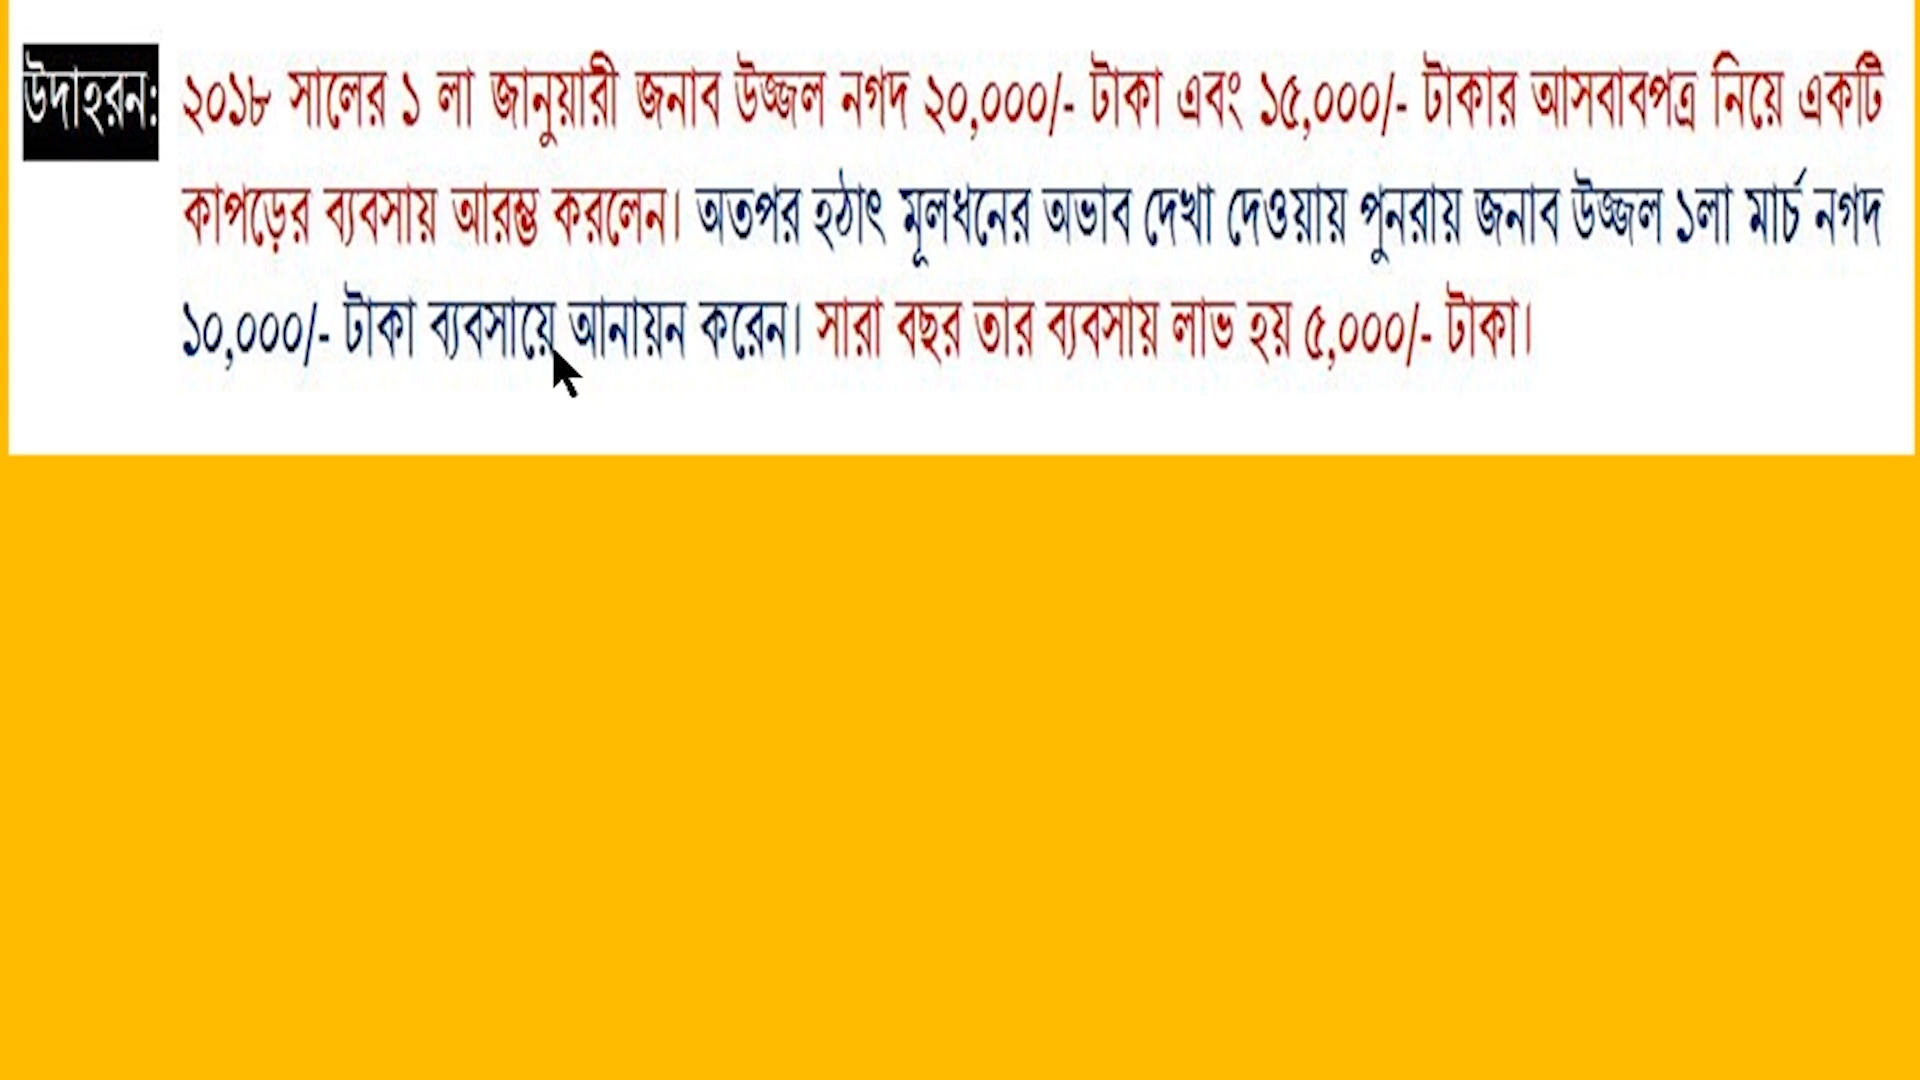 উদাহরন: ২০১৮ সালের ১ লা জানুয়ারী জনাব উজ্জল নগদ ২০,০০০/- টাকা এবং ১৫,০০০/- টাকার আসবাবপত্র নিয়ে একটি
কাপড়ের ব্যবসায় আরম্ভ করলেন। অতপর হঠাৎ মূলধনের অভাব দেখা দেওয়ায় পুনরায় জনাব উজ্জল ১লা মার্চ নগদ
১০,০০০/- টাকা ব্যবসায়ে আনায়ন করেন। সারা বছর তার ব্যবসায় লাভ হয় ৫,০০০/- টাকা।